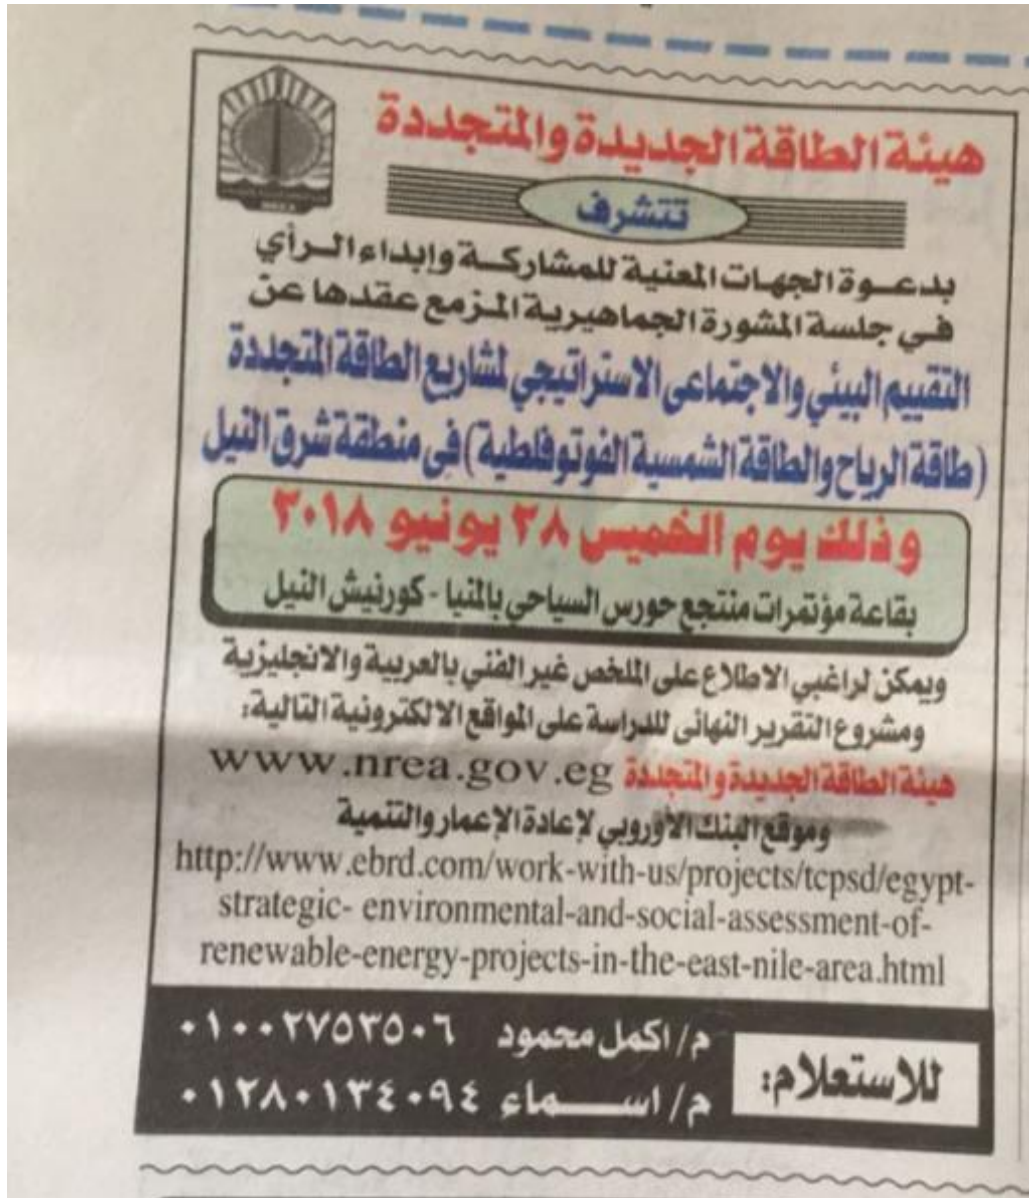 هيئة الطاقة الجديدة والمتجددة
تتشرف
بدعوة الجهات المعنية للمشاركة وإبداء الرأي
في جلسة المشورة الجماهيرية المزمع عقدها عن
التقييم البيئي والاجتماعى الاستراتيجي لمشاريع الطاقة المتجددة
(طاقة الرياح والطاقة الشمسية الفوتوفلطية) في منطقة شرق النيل
وذلك يوم الخميس ٢٨ يونيو ٢٠١٨
بقاعة مؤتمرات منتجع حورس السياحي بالمنيا - كورنيش النيل
ويمكن لراغبي الاطلاع على الملخص غير الفني بالعربية والانجليزية
ومشروع التقرير النهائى للدراسة على المواقع الالكترونية التالية:
هيئة الطاقة الجديدة والمتجددة www.nrea.gov.eg
وموقع البنك الأوروبي لإعادة الإعمار والتنمية
http://www.ebrd.com/work-with-us/projects/tcpsd/egypt-
strategic- environmental-and-social-assessment-of-
renewable-energy-projects-in-the-east-nile-area.html
للاستعلام:
م/ اكمل محمود ٠١٠٠٢٧٥٣٥٠٦
م/ اسـماء ٠١٢٨٠١٣٤٠٩٤